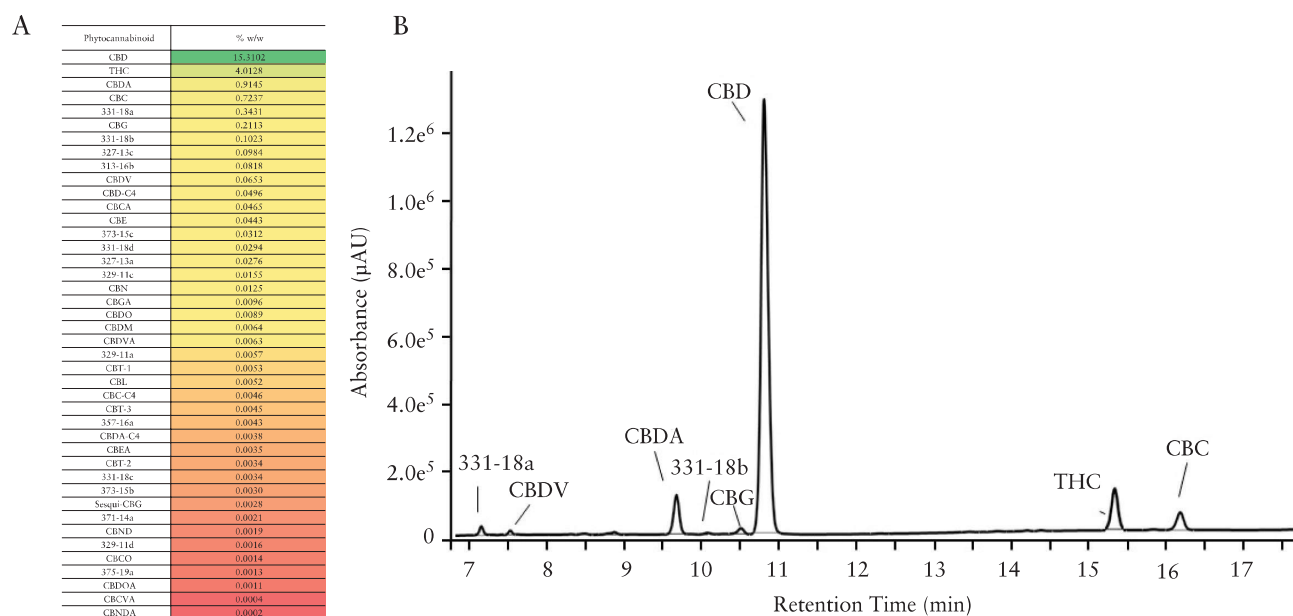 A
Phytocannabinoid % w/w
CBD 15.3102
THC 4.0128
CBDA 0.9145
CBC 0.7237
331-18a 0.3431
CBG 0.2113
331-18b 0.1023
327-13c 0.0984
313-16b 0.0818
CBDV 0.0653
CBD-C4 0.0496
CBCA 0.0465
CBE 0.0443
373-15c 0.0312
331-18d 0.0294
327-13a 0.0276
329-11c 0.0155
CBN 0.0125
CBGA 0.0096
CBDO 0.0089
CBDM 0.0064
CBDVA 0.0063
329-11a 0.0057
CBT-1 0.0053
CBL 0.0052
CBC-C4 0.0046
CBT-3 0.0045
357-16a 0.0043
CBDA-C4 0.0038
CBEA 0.0035
CBT-2 0.0034
331-18c 0.0034
373-15b 0.0030
Sesqui-CBG 0.0028
371-14a 0.0021
CBND 0.0019
329-11d 0.0016
CBCO 0.0014
375-19a 0.0013
CBDOA 0.0011
CBCVA 0.0004
CBNDA 0.0002
B
Absorbance (µAU)
1.2e⁶
1.0e⁶
8.0e⁵
6.0e⁵
4.0e⁵
2.0e⁵
0
331-18a
CBDV
CBDA
331-18b
CBG
CBD
THC
CBC
7 8 9 10 11 12 13 14 15 16 17
Retention Time (min)